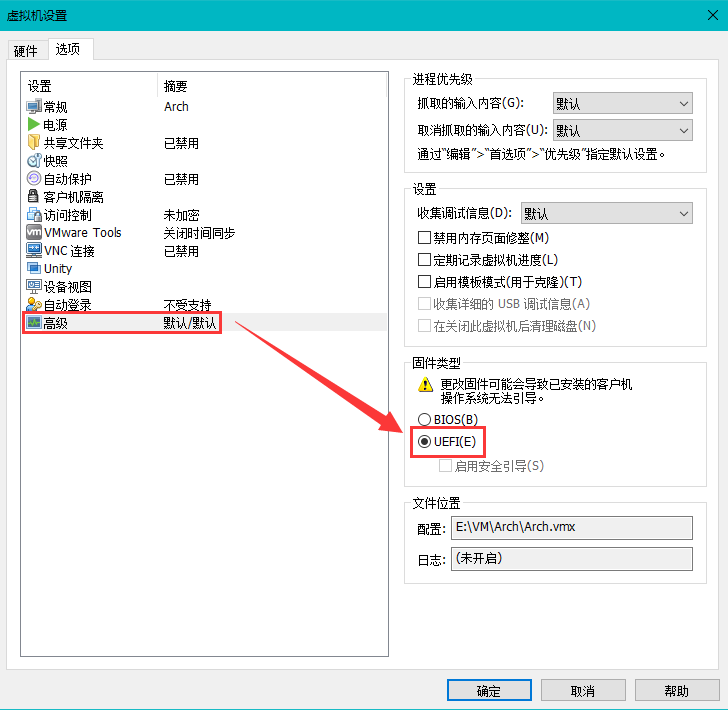 虚拟机设置
硬件 选项
设置 摘要
常规 Arch
电源
共享文件夹 已禁用
快照
自动保护 已禁用
客户机隔离
访问控制 未加密
VMware Tools 关闭时间同步
VNC 连接 已禁用
Unity
设备视图
自动登录 不受支持
高级 默认/默认
进程优先级
抓取的输入内容(G): 默认
取消抓取的输入内容(U): 默认
通过“编辑”>“首选项”>“优先级”指定默认设置。
设置
收集调试信息(D): 默认
禁用内存页面修整(M)
定期记录虚拟机进度(L)
启用模板模式(用于克隆)(T)
收集详细的 USB 调试信息(A)
在关闭此虚拟机后清理磁盘(N)
固件类型
更改固件可能会导致已安装的客户机
操作系统无法引导。
BIOS(B)
UEFI(E)
启用安全引导(S)
文件位置
配置: E:\VM\Arch\Arch.vmx
日志: (未开启)
确定 取消 帮助